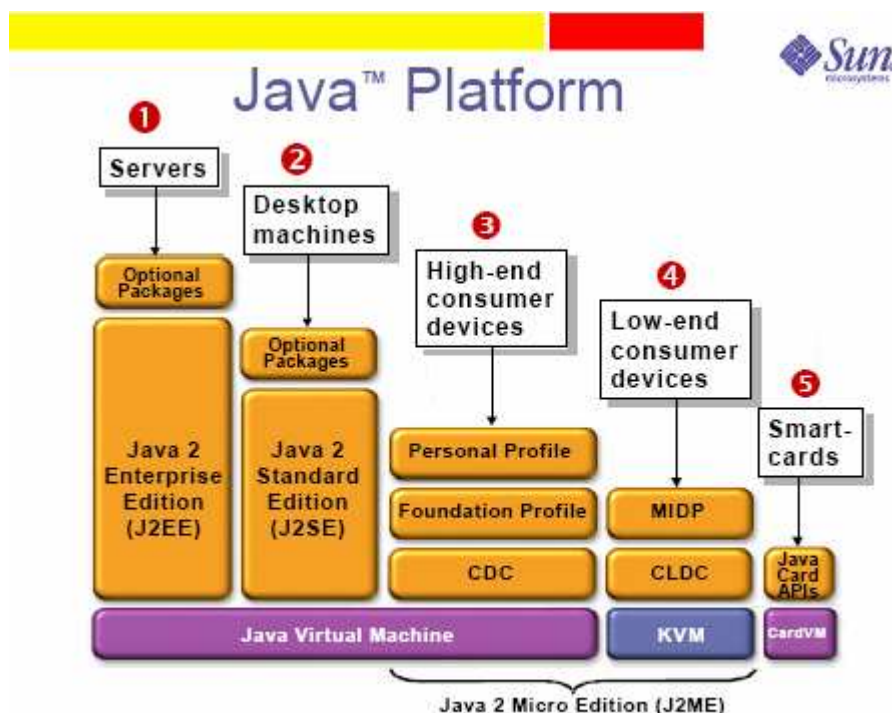 Sun
microsystems
Java™ Platform
1
Servers
2
Desktop
machines
3
High-end
consumer
devices
4
Low-end
consumer
devices
5
Smart-
cards
Optional
Packages
Java 2
Enterprise
Edition
(J2EE)
Optional
Packages
Java 2
Standard
Edition
(J2SE)
Personal Profile
Foundation Profile
CDC
MIDP
CLDC
Java
Card
APIs
Java Virtual Machine
KVM
CardVM
Java 2 Micro Edition (J2ME)